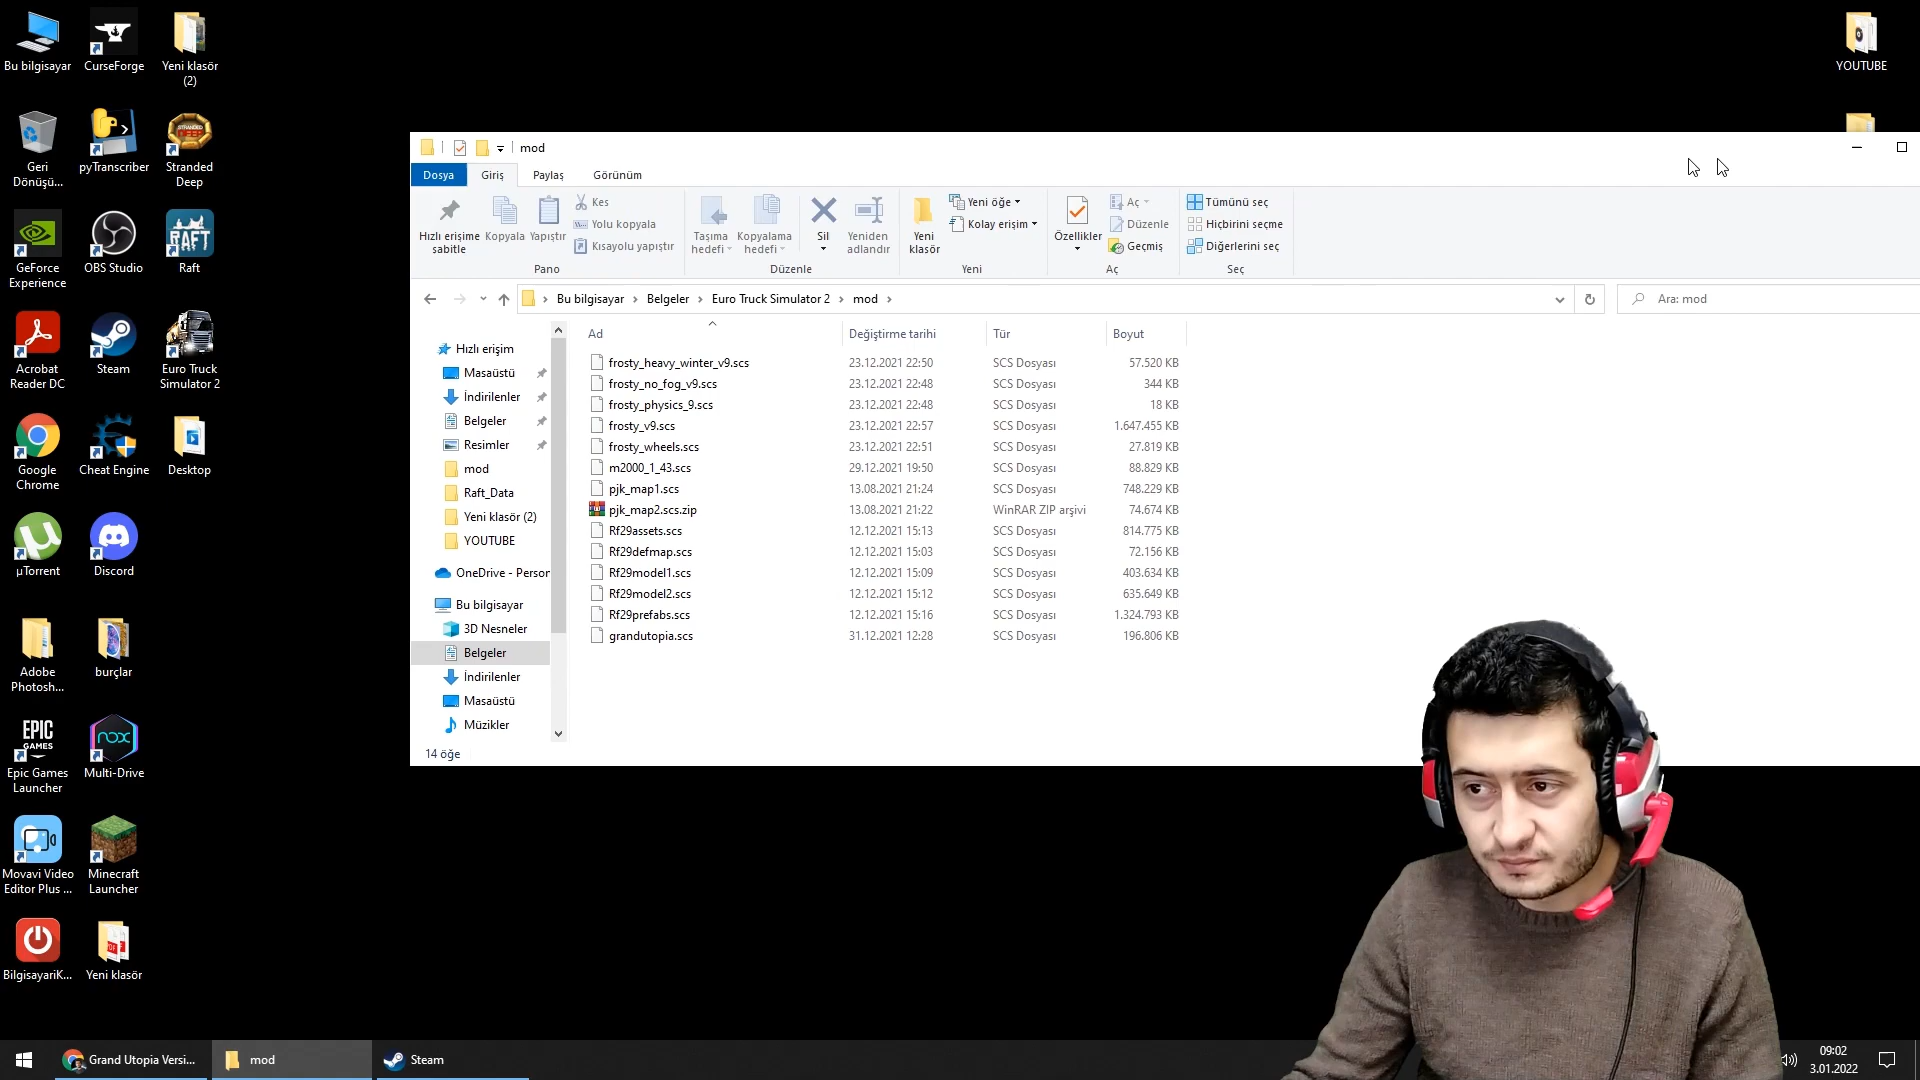 Bu bilgisayar
CurseForge
Yeni klasör
(2)
YOUTUBE
Geri
Dönüşü...
pyTranscriber
Stranded
Deep
GeForce
Experience
OBS Studio
RAFT
Raft
Acrobat
Reader DC
Steam
Euro Truck
Simulator 2
Google
Chrome
Cheat Engine
Desktop
µTorrent
Discord
Adobe
Photosh...
burçlar
EPIC
GAMES
Epic Games
Launcher
nox
Multi-Drive
Movavi Video
Editor Plus ...
Minecraft
Launcher
BilgisayariK...
Yeni klasör
mod
Dosya
Giriş
Paylaş
Görünüm
Hızlı erişime
sabitle
Kopyala
Yapıştır
Kes
Yolu kopyala
Kısayolu yapıştır
Pano
Taşıma
hedefi
Kopyalama
hedefi
Sil
Yeniden
adlandır
Düzenle
Yeni
klasör
Yeni öğe
Kolay erişim
Yeni
Özellikler
Aç
Düzenle
Geçmiş
Aç
Tümünü seç
Hiçbirini seçme
Diğerlerini seç
Seç
Bu bilgisayar > Belgeler > Euro Truck Simulator 2 > mod >
Ara: mod
Hızlı erişim
Masaüstü
İndirilenler
Belgeler
Resimler
mod
Raft_Data
Yeni klasör (2)
YOUTUBE
OneDrive - Person
Bu bilgisayar
3D Nesneler
Belgeler
İndirilenler
Masaüstü
Müzikler
Ad Değiştirme tarihi Tür Boyut
frosty_heavy_winter_v9.scs 23.12.2021 22:50 SCS Dosyası 57.520 KB
frosty_no_fog_v9.scs 23.12.2021 22:48 SCS Dosyası 344 KB
frosty_physics_9.scs 23.12.2021 22:48 SCS Dosyası 18 KB
frosty_v9.scs 23.12.2021 22:57 SCS Dosyası 1.647.455 KB
frosty_wheels.scs 23.12.2021 22:51 SCS Dosyası 27.819 KB
m2000_1_43.scs 29.12.2021 19:50 SCS Dosyası 88.829 KB
pjk_map1.scs 13.08.2021 21:24 SCS Dosyası 748.229 KB
pjk_map2.scs.zip 13.08.2021 21:22 WinRAR ZIP arşivi 74.674 KB
Rf29assets.scs 12.12.2021 15:13 SCS Dosyası 814.775 KB
Rf29defmap.scs 12.12.2021 15:03 SCS Dosyası 72.156 KB
Rf29model1.scs 12.12.2021 15:09 SCS Dosyası 403.634 KB
Rf29model2.scs 12.12.2021 15:12 SCS Dosyası 635.649 KB
Rf29prefabs.scs 12.12.2021 15:16 SCS Dosyası 1.324.793 KB
grandutopia.scs 31.12.2021 12:28 SCS Dosyası 196.806 KB
14 öğe
Grand Utopia Versi...
mod
Steam
09:02
3.01.2022